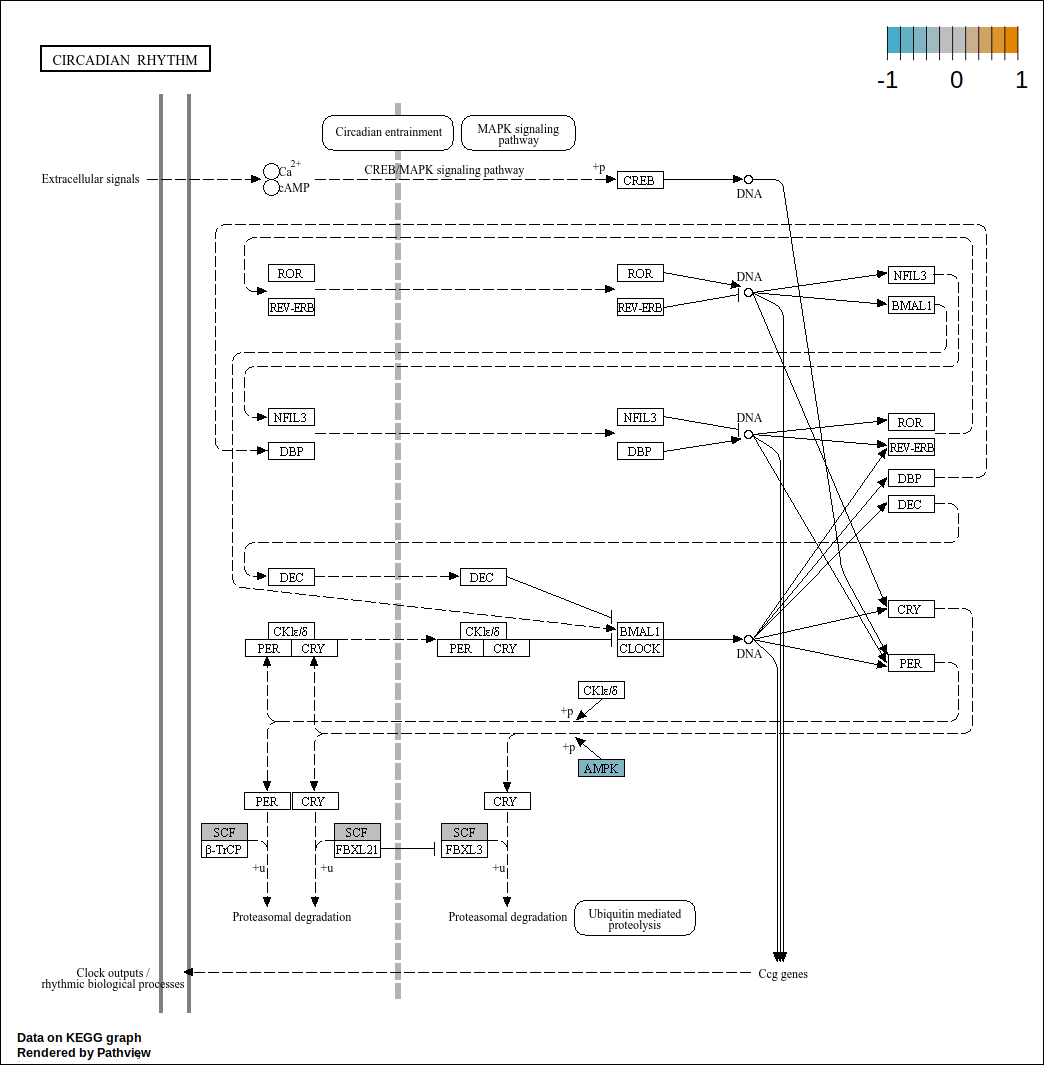 CIRCADIAN RHYTHM
-1 0 1
Circadian entrainment
MAPK signaling
pathway
Extracellular signals
Ca2+
cAMP
CREB/MAPK signaling pathway
+p
CREB
DNA
ROR
REV-ERB
ROR
REV-ERB
DNA
NFIL3
BMAL1
NFIL3
DBP
NFIL3
DBP
DNA
ROR
REV-ERB
DBP
DEC
DEC
DEC
CKIε/δ
PER CRY
CKIε/δ
PER CRY
BMAL1
CLOCK
DNA
CRY
PER
CKIε/δ
+p
+p
AMPK
PER CRY
CRY
SCF
β-TrCP
SCF
FBXL21
SCF
FBXL3
+u
+u
+u
Proteasomal degradation
Proteasomal degradation
Ubiquitin mediated
proteolysis
Clock outputs /
rhythmic biological processes
Ccg genes
Data on KEGG graph
Rendered by Pathview